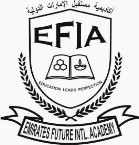 أكاديمية مستقبل الإمارات الدولية
EFIA
EDUCATION LEADS PERFECTION
EMIRATES FUTURE INTL. ACADEMY